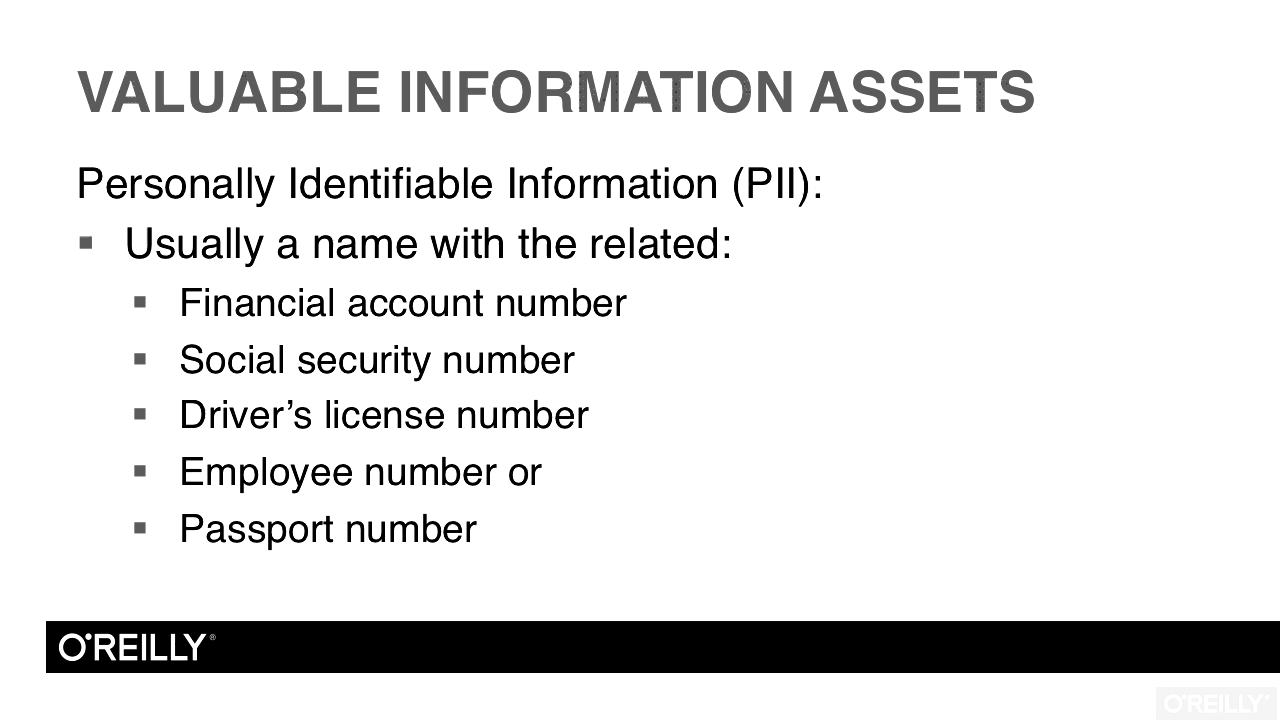 VALUABLE INFORMATION ASSETS
Personally Identifiable Information (PII):
▪ Usually a name with the related:
▪ Financial account number
▪ Social security number
▪ Driver’s license number
▪ Employee number or
▪ Passport number
O'REILLY®
O'REILLY®